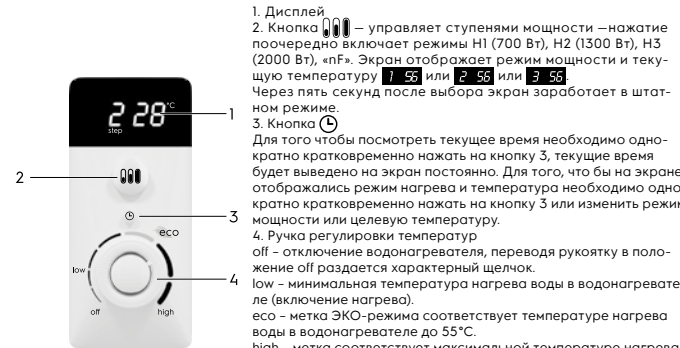 1. Дисплей
2. Кнопка – управляет ступенями мощности –нажатие
поочередно включает режимы H1 (700 Вт), H2 (1300 Вт), H3
(2000 Вт), «nF». Экран отображает режим мощности и теку-
щую температуру 1 56 или 2 56 или 3 56.
Через пять секунд после выбора экран заработает в штат-
ном режиме.
3. Кнопка
Для того чтобы посмотреть текущее время необходимо одно-
кратно кратковременно нажать на кнопку 3, текущие время
будет выведено на экран постоянно. Для того, что бы на экране
отображались режим нагрева и температура необходимо одно
кратно кратковременно нажать на кнопку 3 или изменить режим
мощности или целевую температуру.
4. Ручка регулировки температур
off – отключение водонагревателя, переводя рукоятку в поло-
жение off раздается характерный щелчок.
low – минимальная температура нагрева воды в водонагревате
ле (включение нагрева).
eco – метка ЭКО-режима соответствует температуре нагрева
воды в водонагревателе до 55°C.
high – метка соответствует максимальной температуре нагрева
2 28 °C
step
1
2
3
eco
low
4
off
high